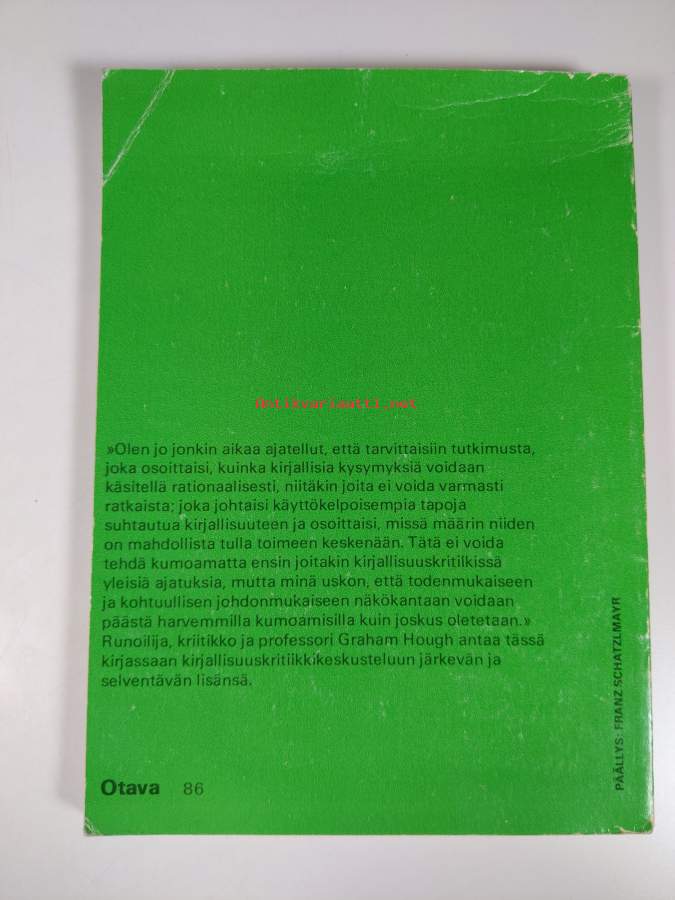 antikvariaatti.net
»Olen jo jonkin aikaa ajatellut, että tarvittaisiin tutkimusta,
joka osoittaisi, kuinka kirjallisia kysymyksiä voidaan
käsitellä rationaalisesti, niitäkin joita ei voida varmasti
ratkaista; joka johtaisi käyttökelpoisempia tapoja
suhtautua kirjallisuuteen ja osoittaisi, missä määrin niiden
on mahdollista tulla toimeen keskenään. Tätä ei voida
tehdä kumoamatta ensin joitakin kirjallisuuskritilkissä
yleisiä ajatuksia, mutta minä uskon, että todenmukaiseen
ja kohtuullisen johdonmukaiseen näkökantaan voidaan
päästä harvemmilla kumoamisilla kuin joskus oletetaan.»
Runoilija, kriitikko ja professori Graham Hough antaa tässä
kirjassaan kirjallisuuskritiikkikeskusteluun järkevän ja
selventävän lisänsä.
Otava 86
PÄÄLLYS: FRANZ SCHATZLMAYR